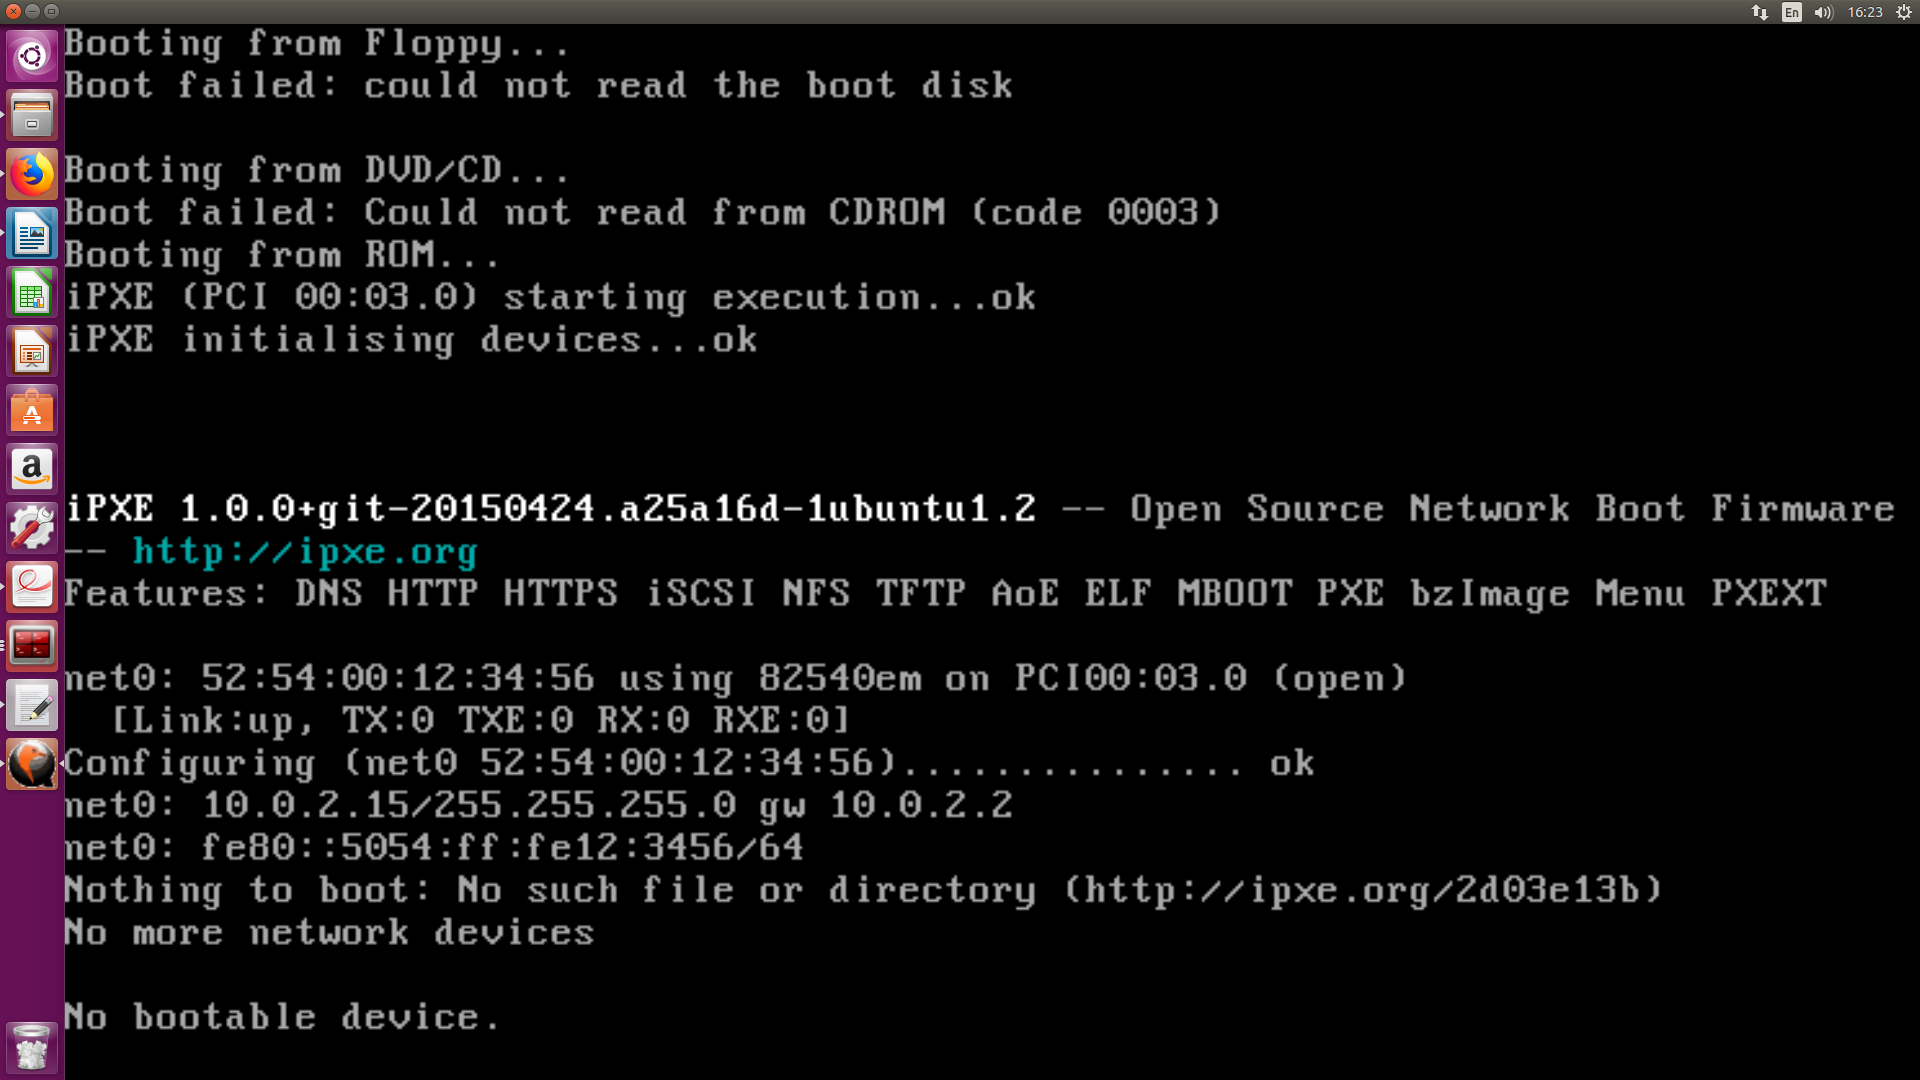 En 16:23
Booting from Floppy...
Boot failed: could not read the boot disk
Booting from DVD/CD...
Boot failed: Could not read from CDROM (code 0003)
Booting from ROM...
iPXE (PCI 00:03.0) starting execution...ok
iPXE initialising devices...ok
iPXE 1.0.0+git-20150424.a25a16d-1ubuntu1.2 -- Open Source Network Boot Firmware
-- http://ipxe.org
Features: DNS HTTP HTTPS iSCSI NFS TFTP AoE ELF MBOOT PXE bzImage Menu PXEXT
net0: 52:54:00:12:34:56 using 82540em on PCI00:03.0 (open)
[Link:up, TX:0 TXE:0 RX:0 RXE:0]
Configuring (net0 52:54:00:12:34:56)............... ok
net0: 10.0.2.15/255.255.255.0 gw 10.0.2.2
net0: fe80::5054:ff:fe12:3456/64
Nothing to boot: No such file or directory (http://ipxe.org/2d03e13b)
No more network devices
No bootable device.